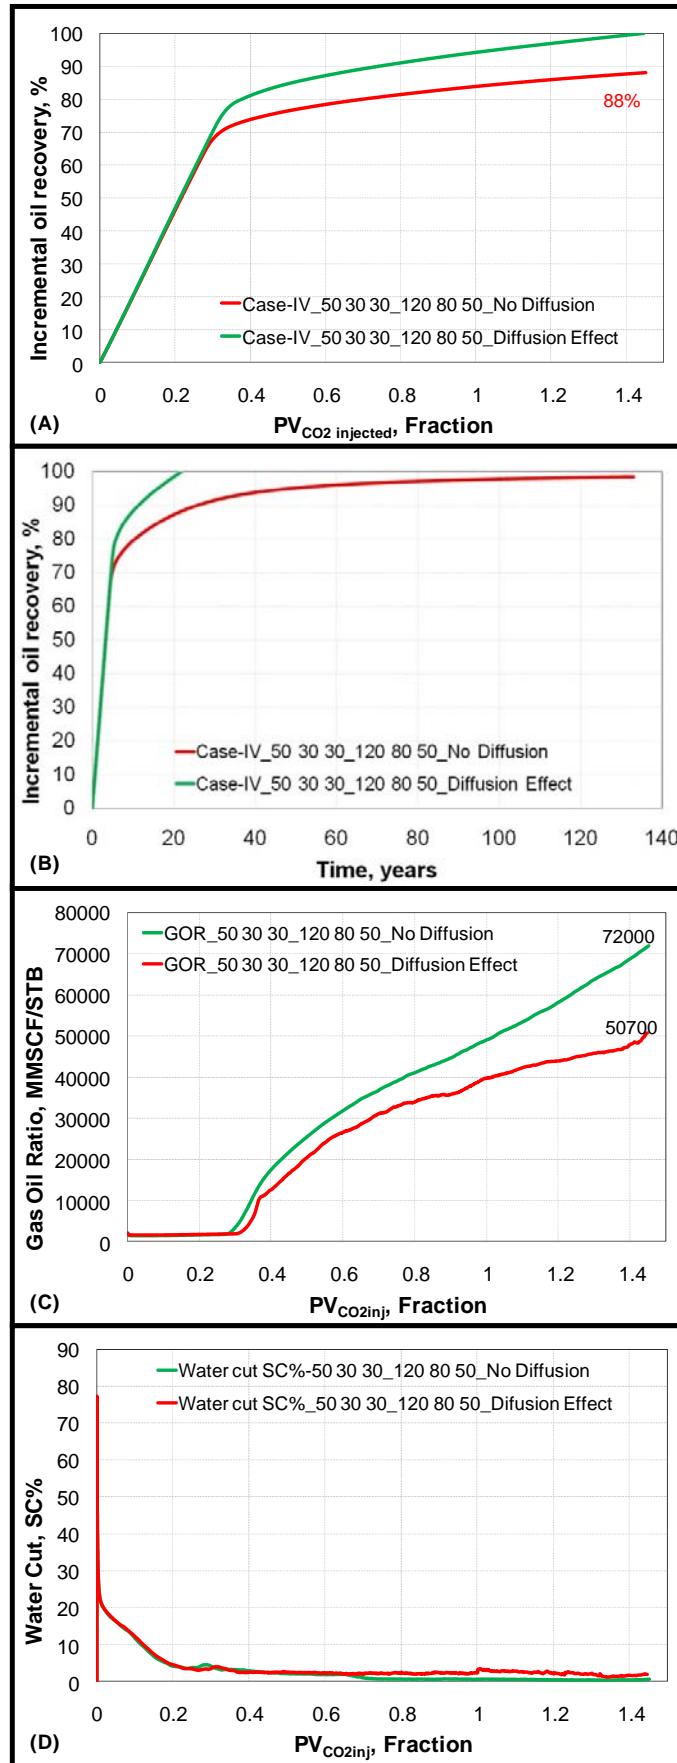 100
90
80
70
60
50
40
30
20
10
0
Incremental oil recovery, %
88%
Case-IV_50 30 30_120 80 50_No Diffusion
Case-IV_50 30 30_120 80 50_Diffusion Effect
0 0.2 0.4 0.6 0.8 1 1.2 1.4
(A) PVCO2 injected, Fraction
100
90
80
70
60
50
40
30
20
10
0
Incremental oil recovery, %
Case-IV_50 30 30_120 80 50_No Diffusion
Case-IV_50 30 30_120 80 50_Diffusion Effect
0 20 40 60 80 100 120 140
(B) Time, years
80000
70000
60000
50000
40000
30000
20000
10000
0
Gas Oil Ratio, MMSCF/STB
GOR_50 30 30_120 80 50_No Diffusion
GOR_50 30 30_120 80 50_Diffusion Effect
72000
50700
0 0.2 0.4 0.6 0.8 1 1.2 1.4
(C) PVCO2inj, Fraction
90
80
70
60
50
40
30
20
10
0
Water Cut, SC%
Water cut SC%-50 30 30_120 80 50_No Diffusion
Water cut SC%_50 30 30_120 80 50_Difusion Effect
0 0.2 0.4 0.6 0.8 1 1.2 1.4
(D) PVCO2inj, Fraction